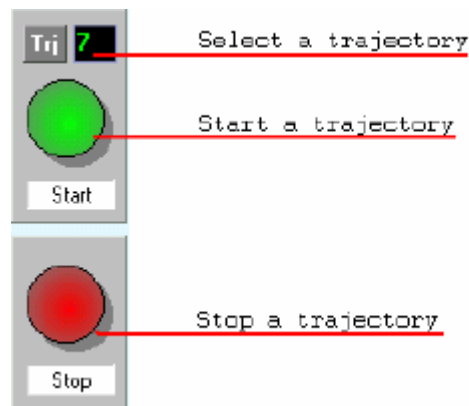 Trj 7 Select a trajectory
Start a trajectory
Start
Stop a trajectory
Stop